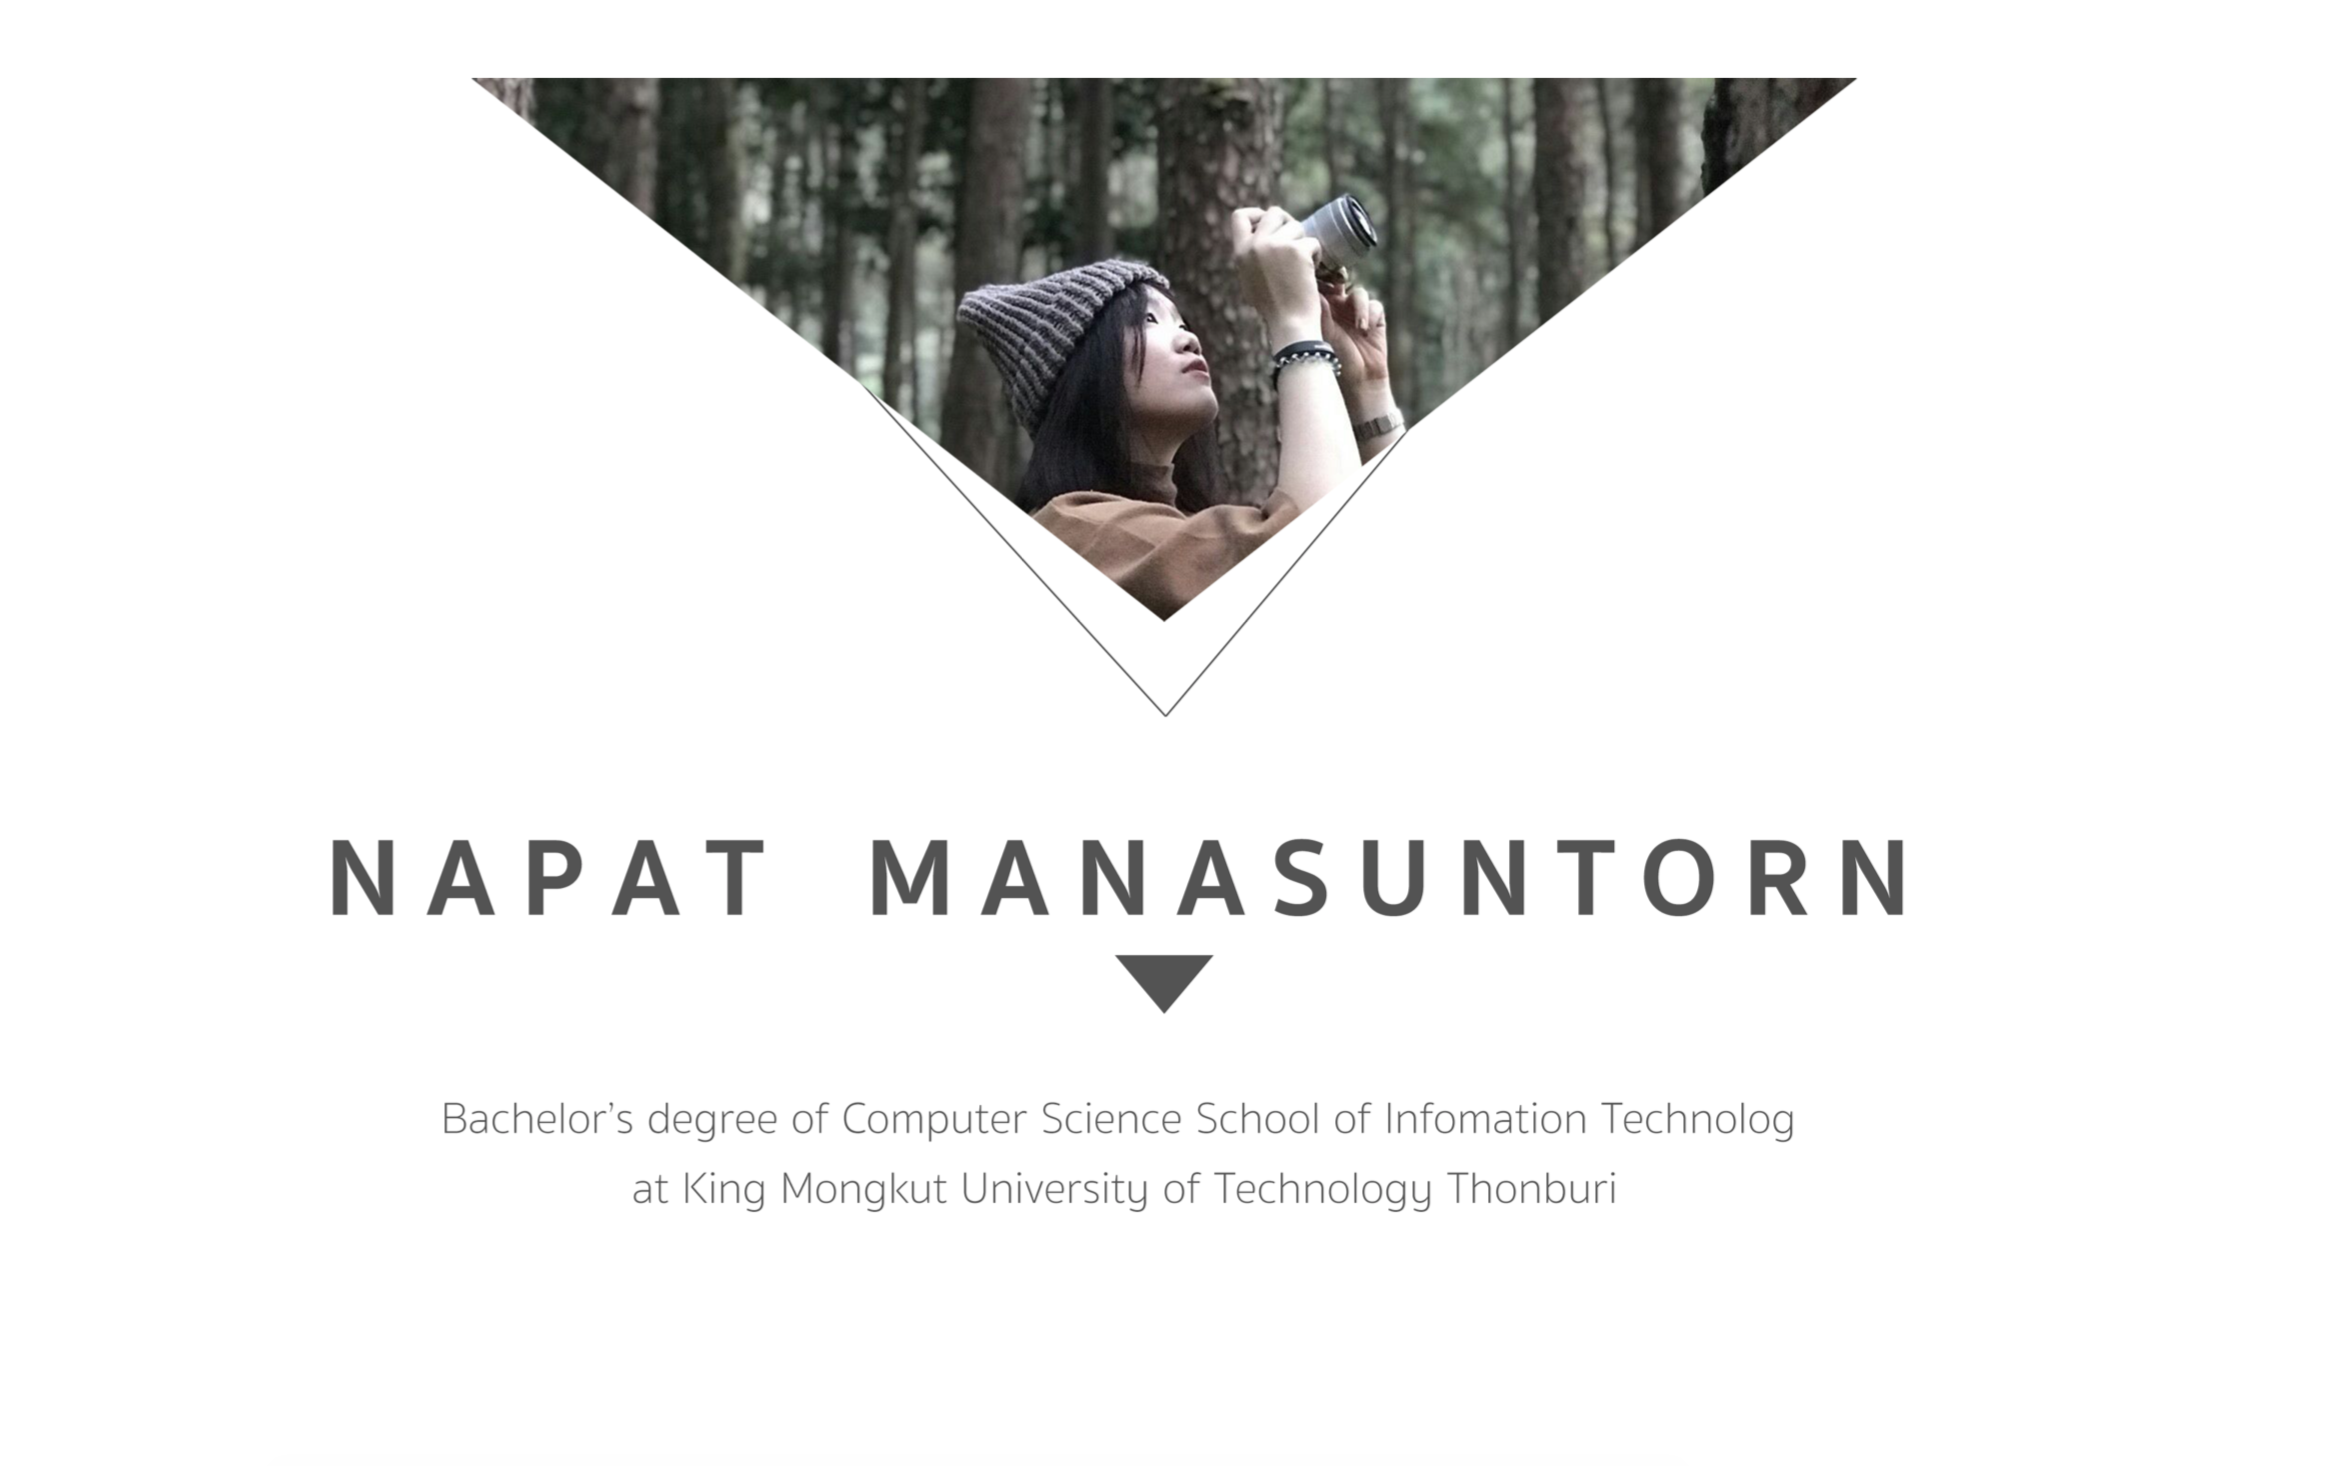 NAPAT MANASUNTORN
Bachelor’s degree of Computer Science School of Infomation Technolog
at King Mongkut University of Technology Thonburi